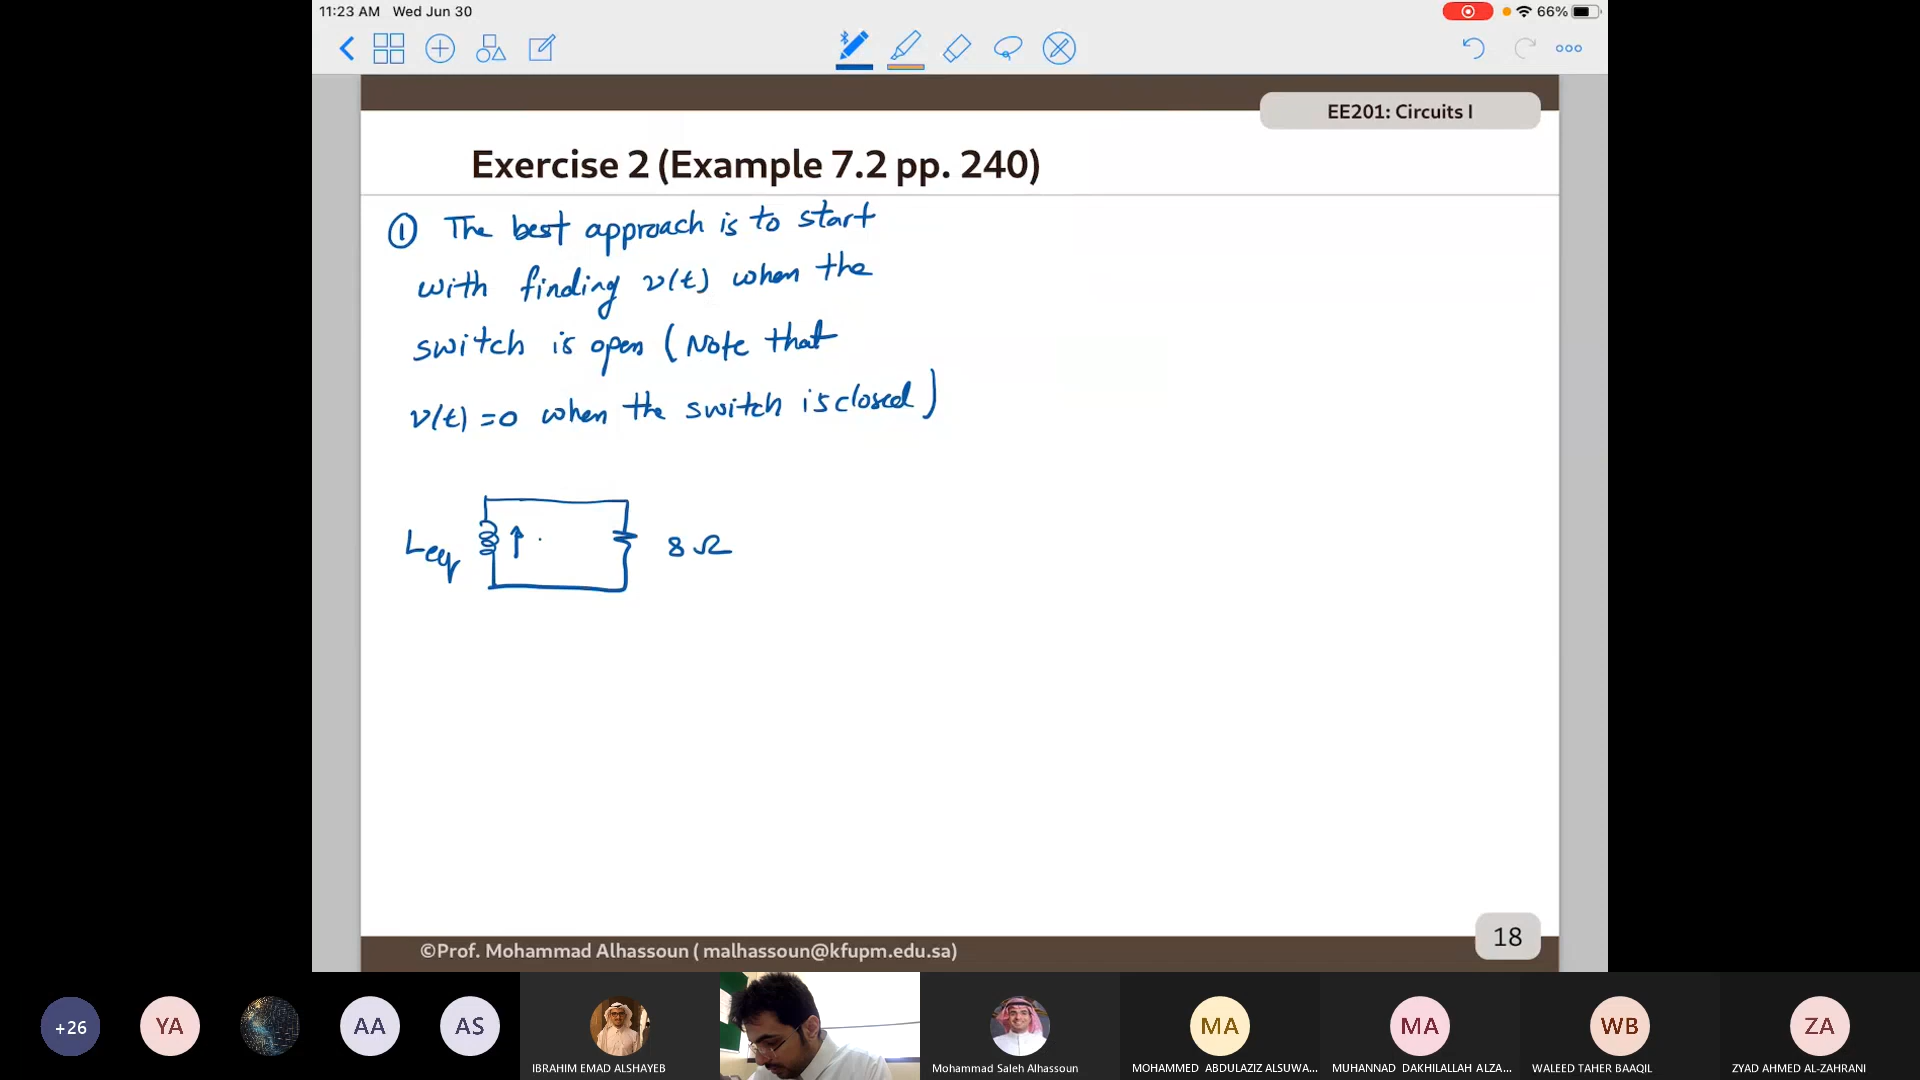 11:23 AM Wed Jun 30
66%
EE201: Circuits I
Exercise 2 (Example 7.2 pp. 240)
① The best approach is to start
with finding v(t) when the
switch is open (Note that
v(t) = 0 when the switch is closed)
Leq
8 Ω
18
©Prof. Mohammad Alhassoun ( malhassoun@kfupm.edu.sa)
+26
YA
AA
AS
IBRAHIM EMAD ALSHAYEB
Mohammad Saleh Alhassoun
MA
MOHAMMED ABDULAZIZ ALSUWA...
MA
MUHANNAD DAKHILALLAH ALZA...
WB
WALEED TAHER BAAQIL
ZA
ZYAD AHMED AL-ZAHRANI